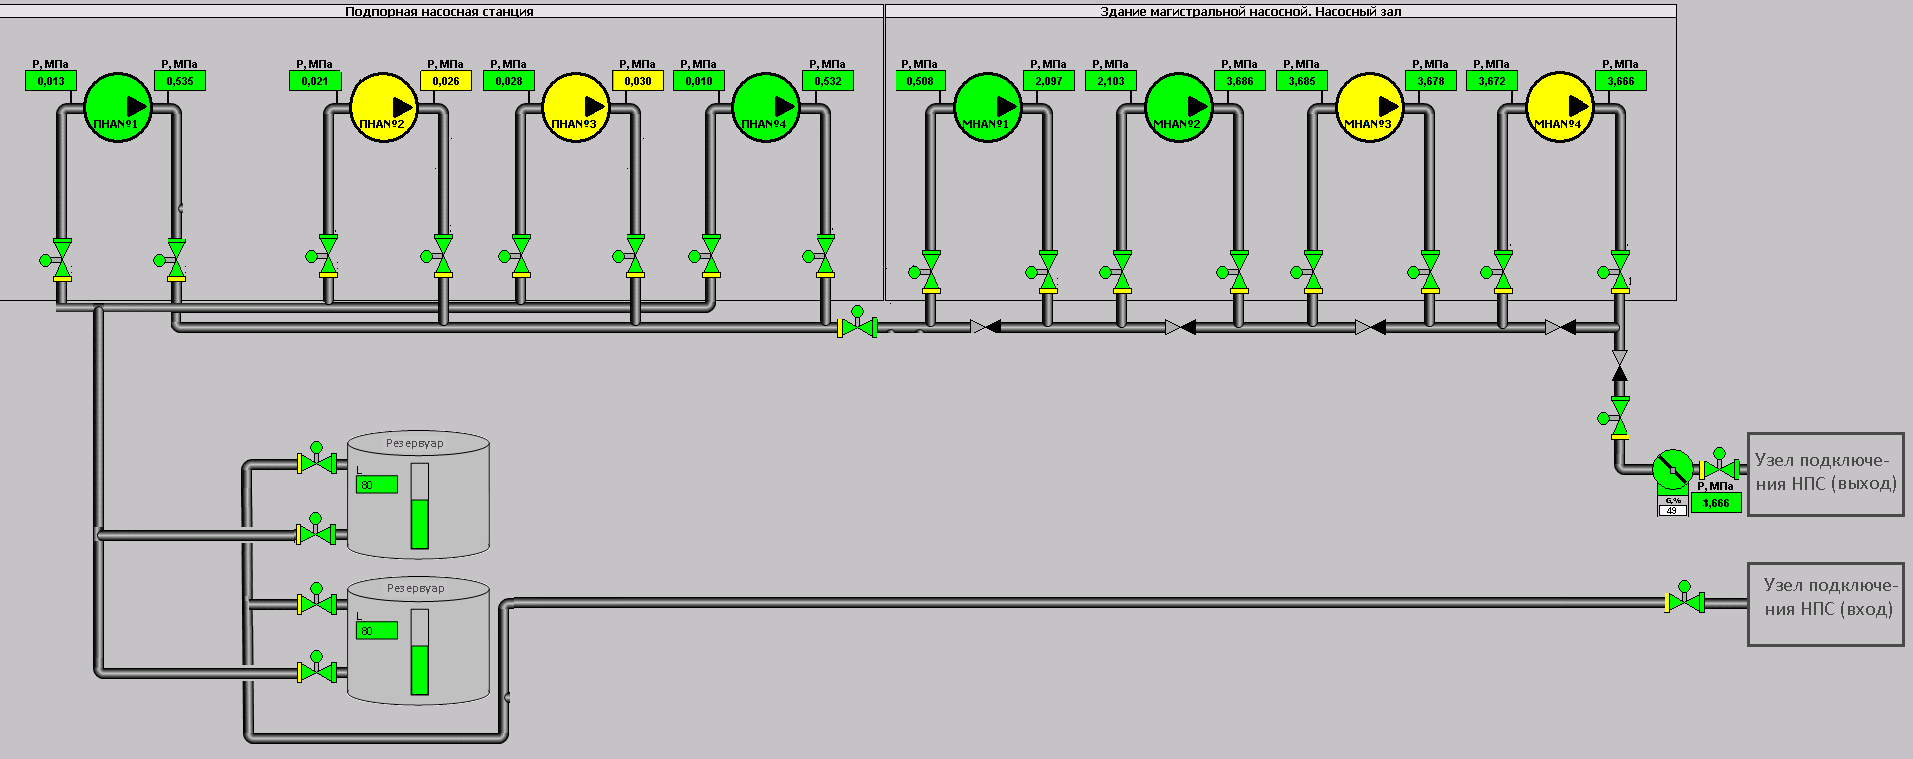 Подпорная насосная станция
Здание магистральной насосной. Насосный зал
P, МПа P, МПа P, МПа P, МПа P, МПа P, МПа P, МПа P, МПа P, МПа P, МПа P, МПа P, МПа P, МПа P, МПа P, МПа P, МПа
0,013 0,535 0,021 0,026 0,028 0,030 0,010 0,532 0,508 2,097 2,103 3,686 3,685 3,678 3,672 3,666
ПНА№1 ПНА№2 ПНА№3 ПНА№4 МНА№1 МНА№2 МНА№3 МНА№4
Резервуар
L
80
Узел подключе-
ния НПС (выход)
P, МПа
3,666
G,%
49
Резервуар
L
80
Узел подключе-
ния НПС (вход)